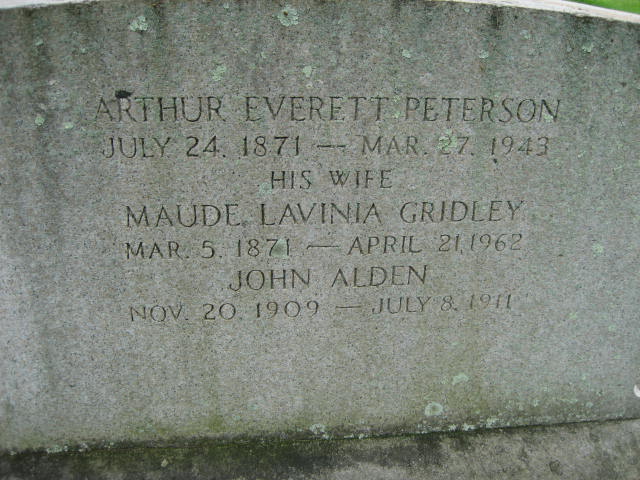 ARTHUR EVERETT PETERSON
JULY 24. 1871 — MAR. 27. 1943
HIS WIFE
MAUDE LAVINIA GRIDLEY
MAR. 5. 1871 — APRIL 21, 1962
JOHN ALDEN
NOV. 20. 1909 — JULY 8. 1911